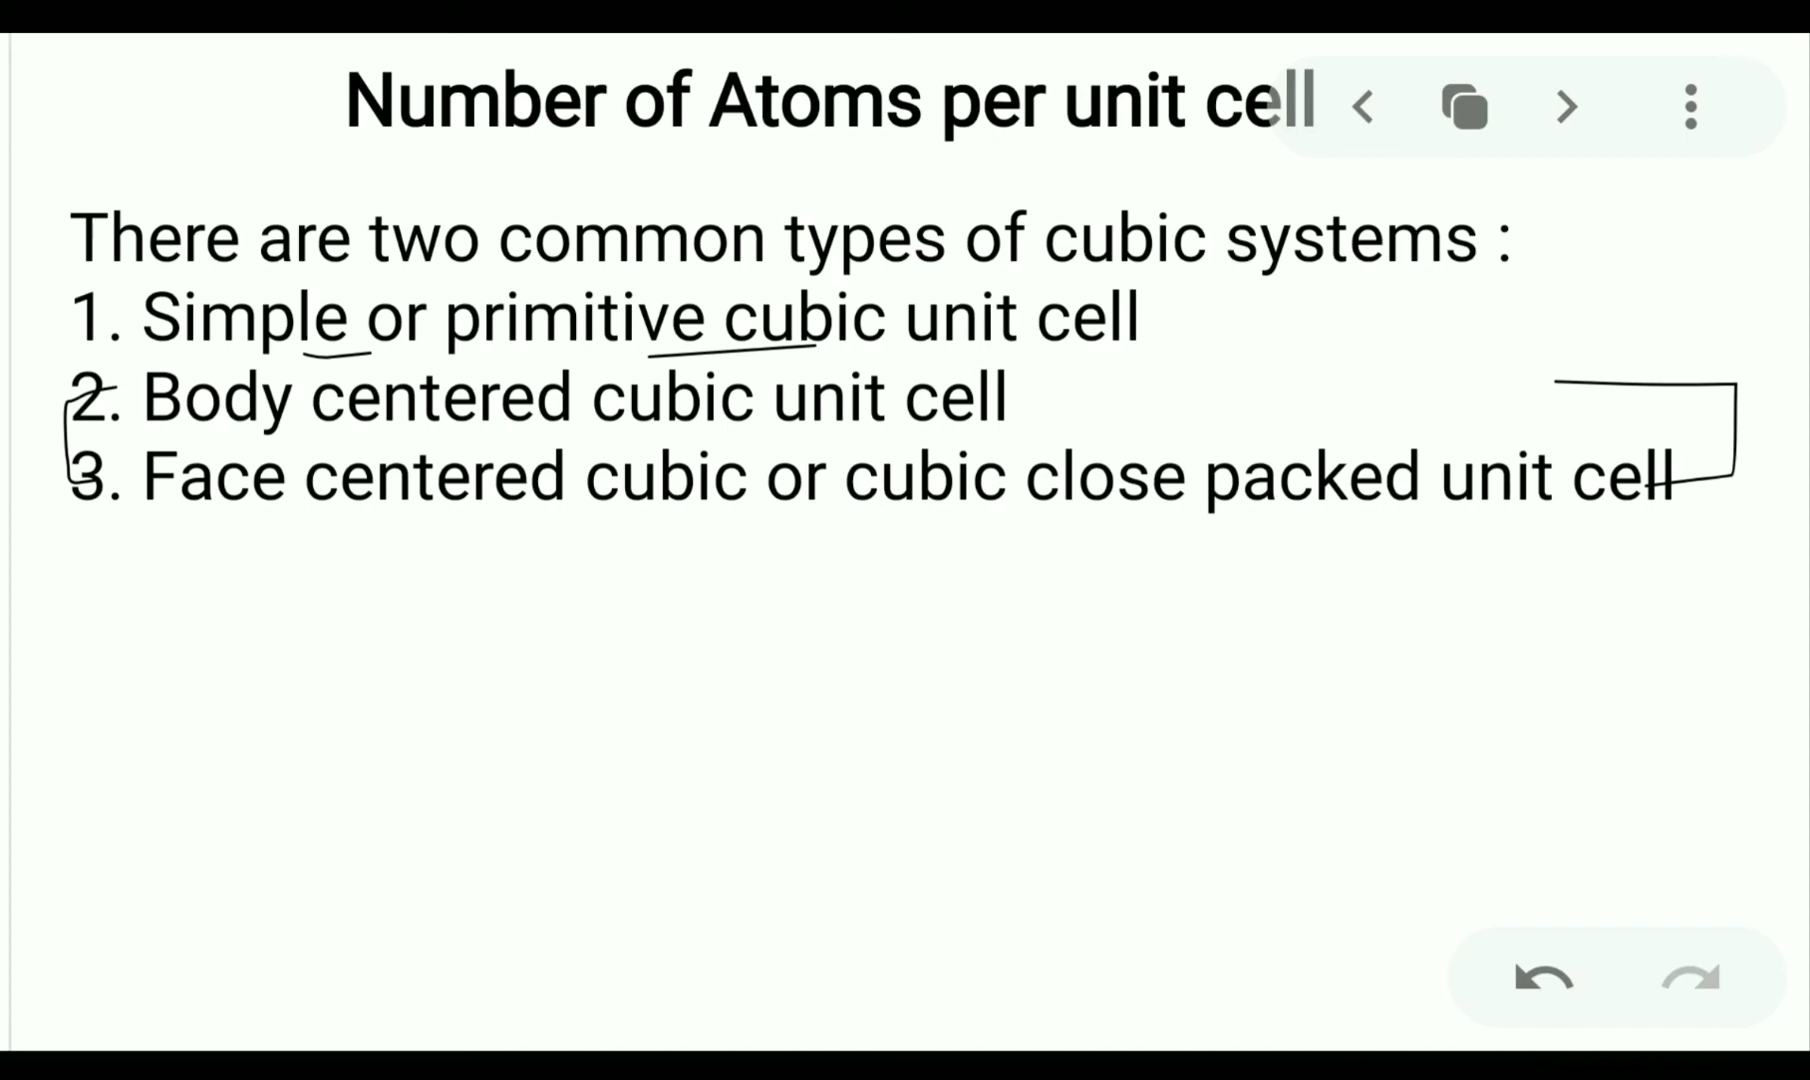 Number of Atoms per unit cell
There are two common types of cubic systems :
1. Simple or primitive cubic unit cell
2. Body centered cubic unit cell
3. Face centered cubic or cubic close packed unit cell